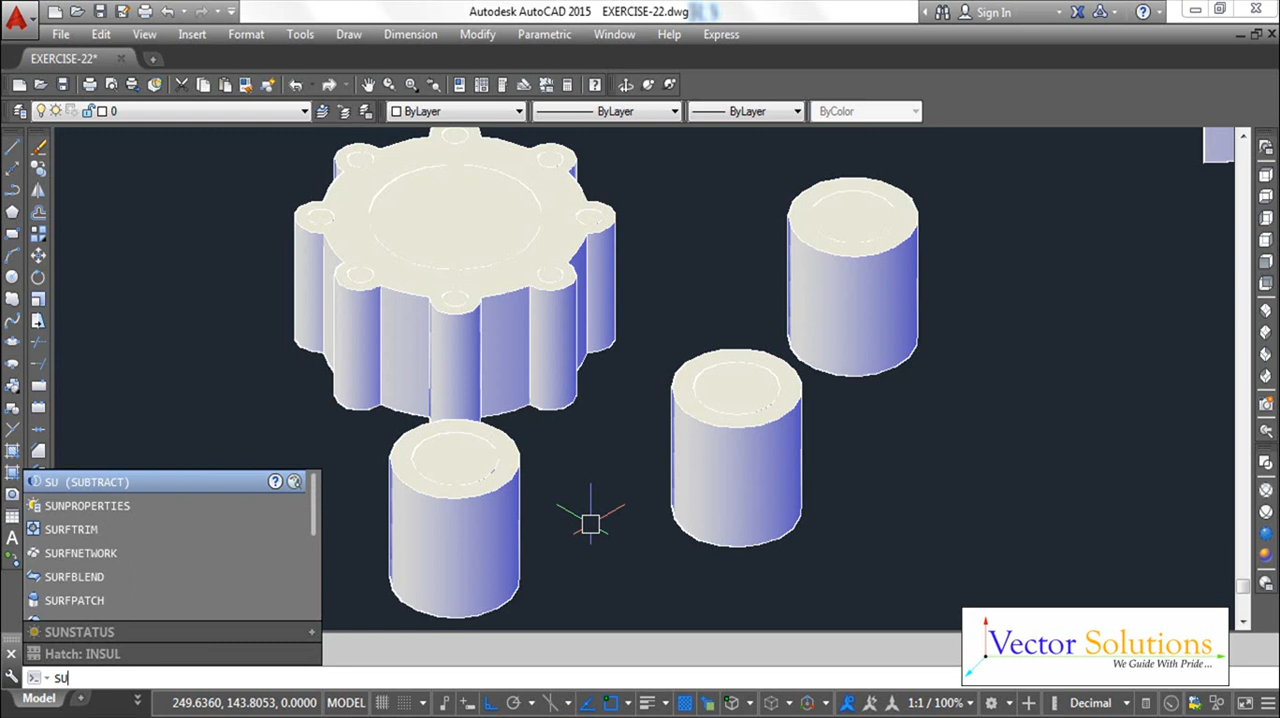 Autodesk AutoCAD 2015 EXERCISE-22.dwg
Sign In
File Edit View Insert Format Tools Draw Dimension Modify Parametric Window Help Express
EXERCISE-22*
0 ByLayer ByLayer ByLayer ByColor
SU (SUBTRACT)
SUNPROPERTIES
SURFTRIM
SURFNETWORK
SURFBLEND
SURFPATCH
SUNSTATUS
Hatch: INSUL
SU
Vector Solutions
We Guide With Pride ...
Model 249.6360, 143.8053, 0.0000 MODEL 1:1 / 100% Decimal